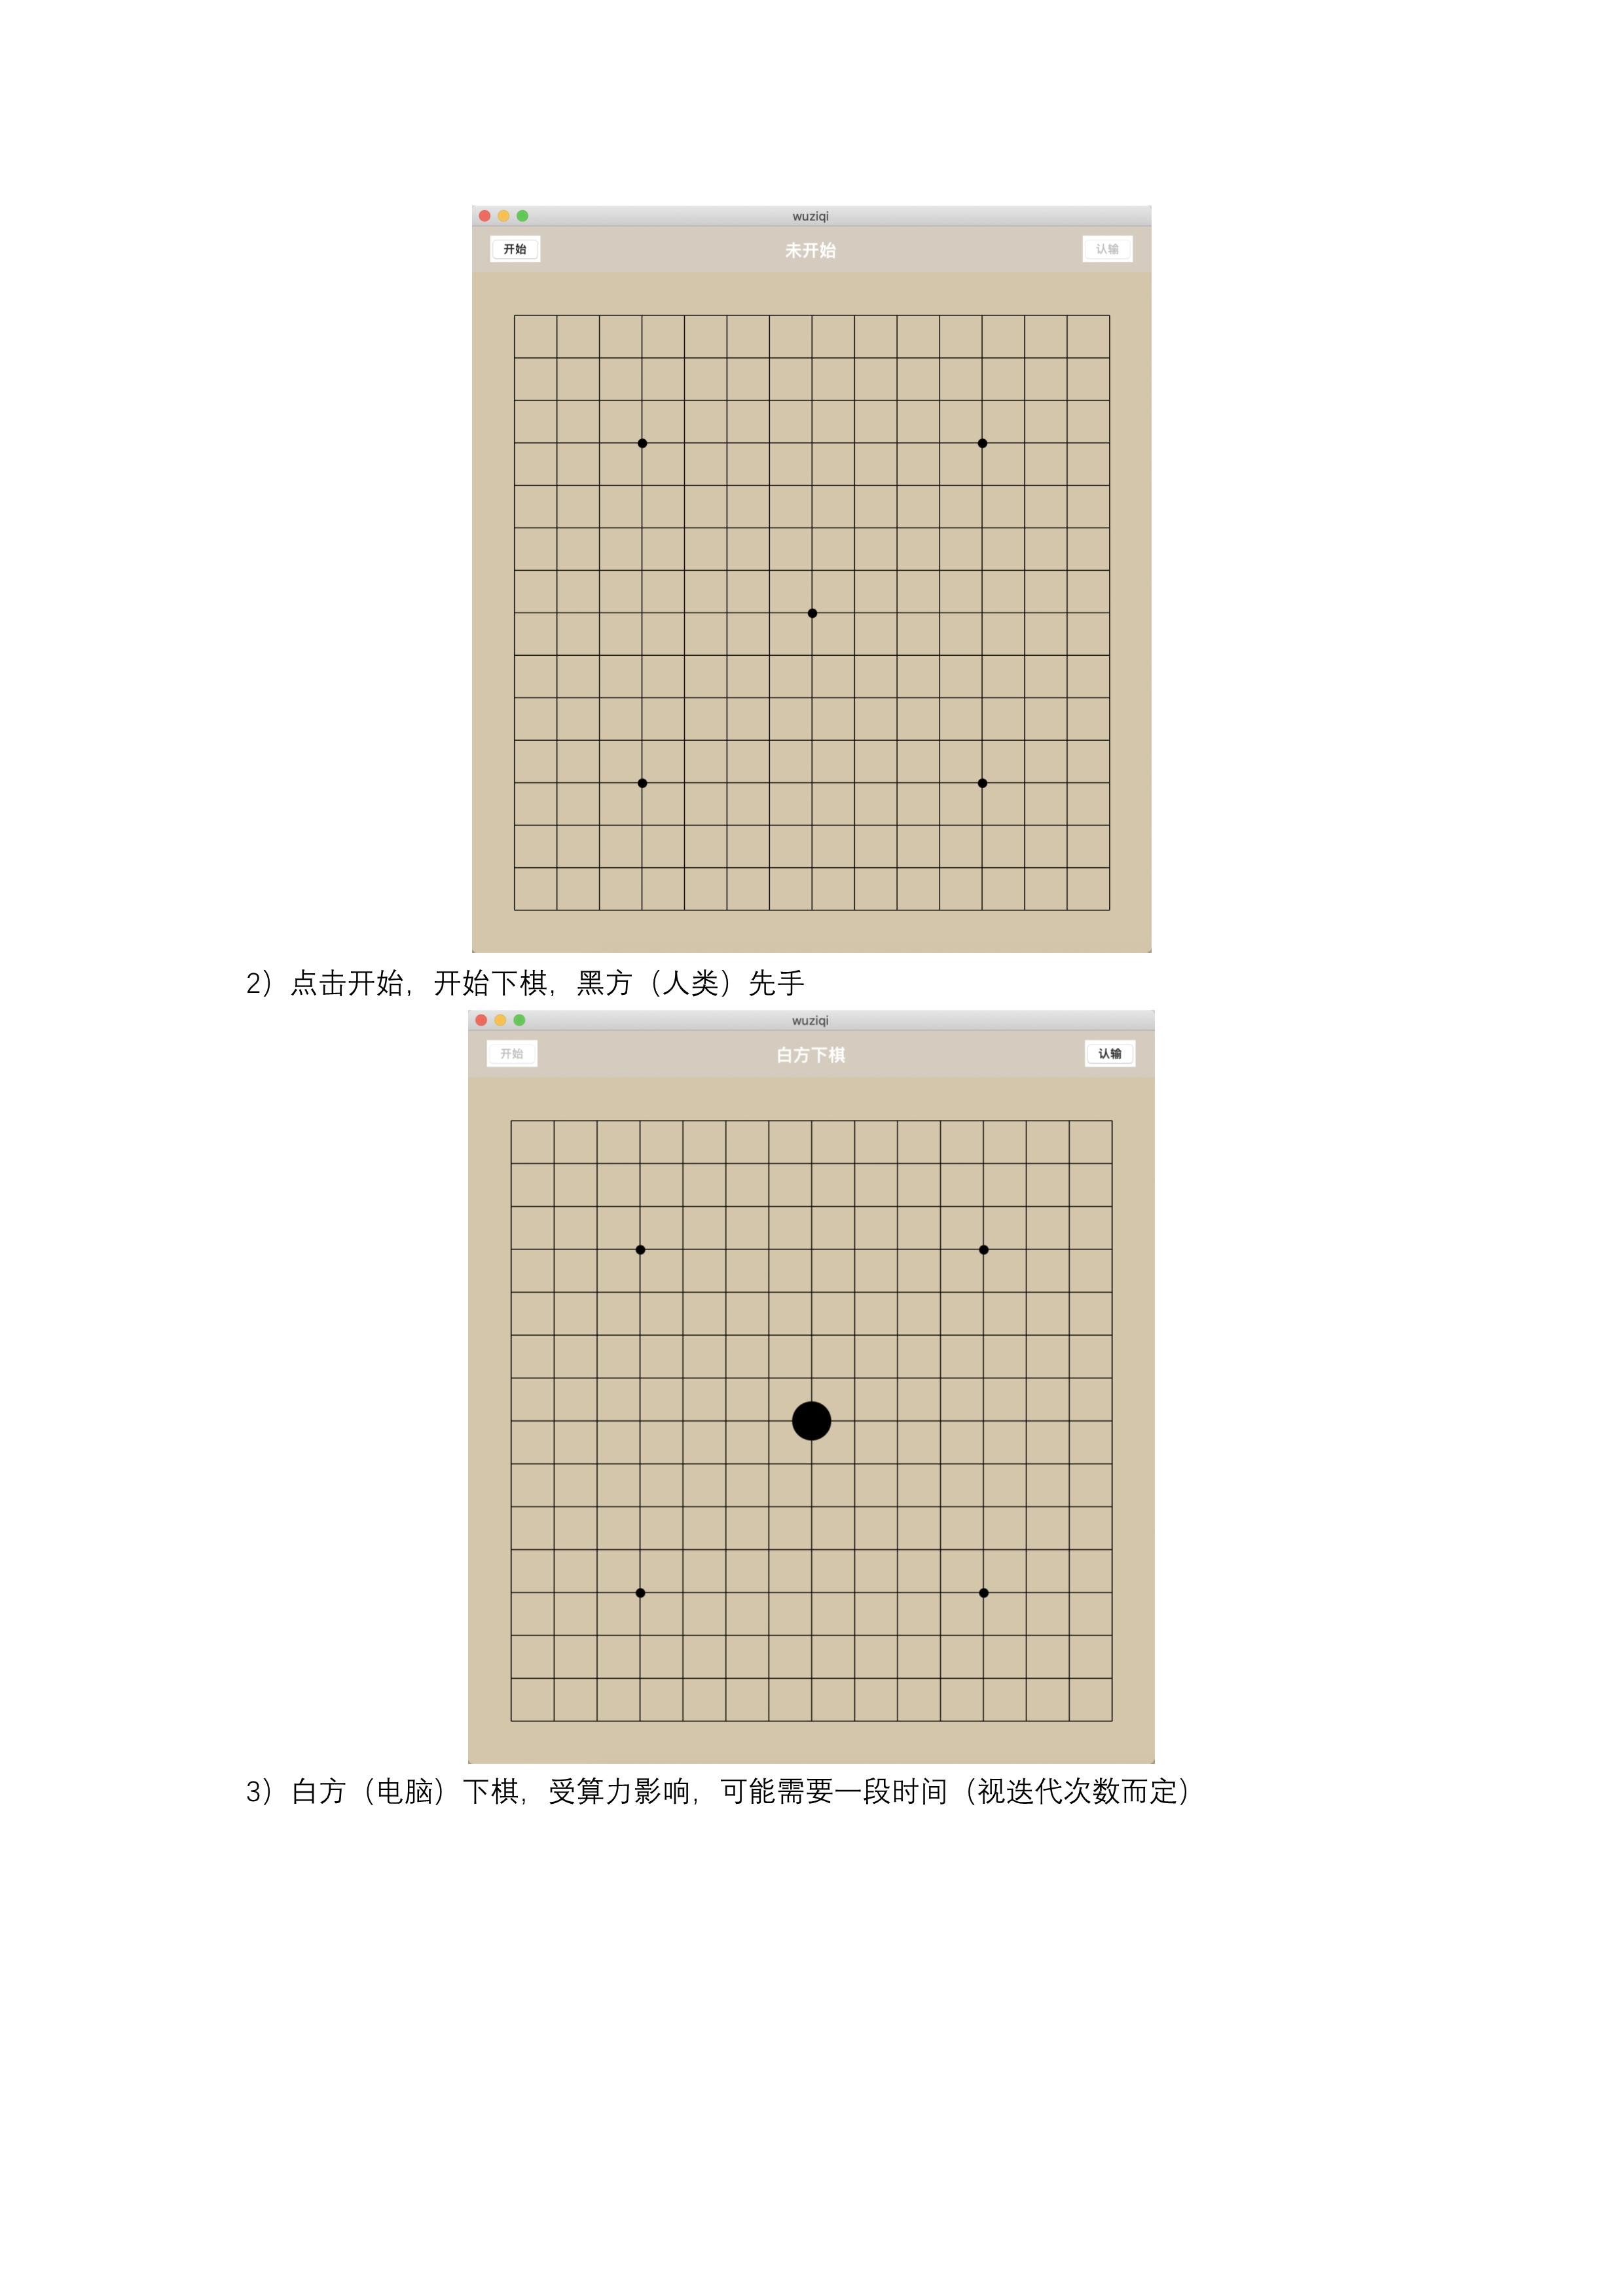 wuziqi
开始 未开始 认输
2）点击开始，开始下棋，黑方（人类）先手
wuziqi
开始 白方下棋 认输
3）白方（电脑）下棋，受算力影响，可能需要一段时间（视迭代次数而定）